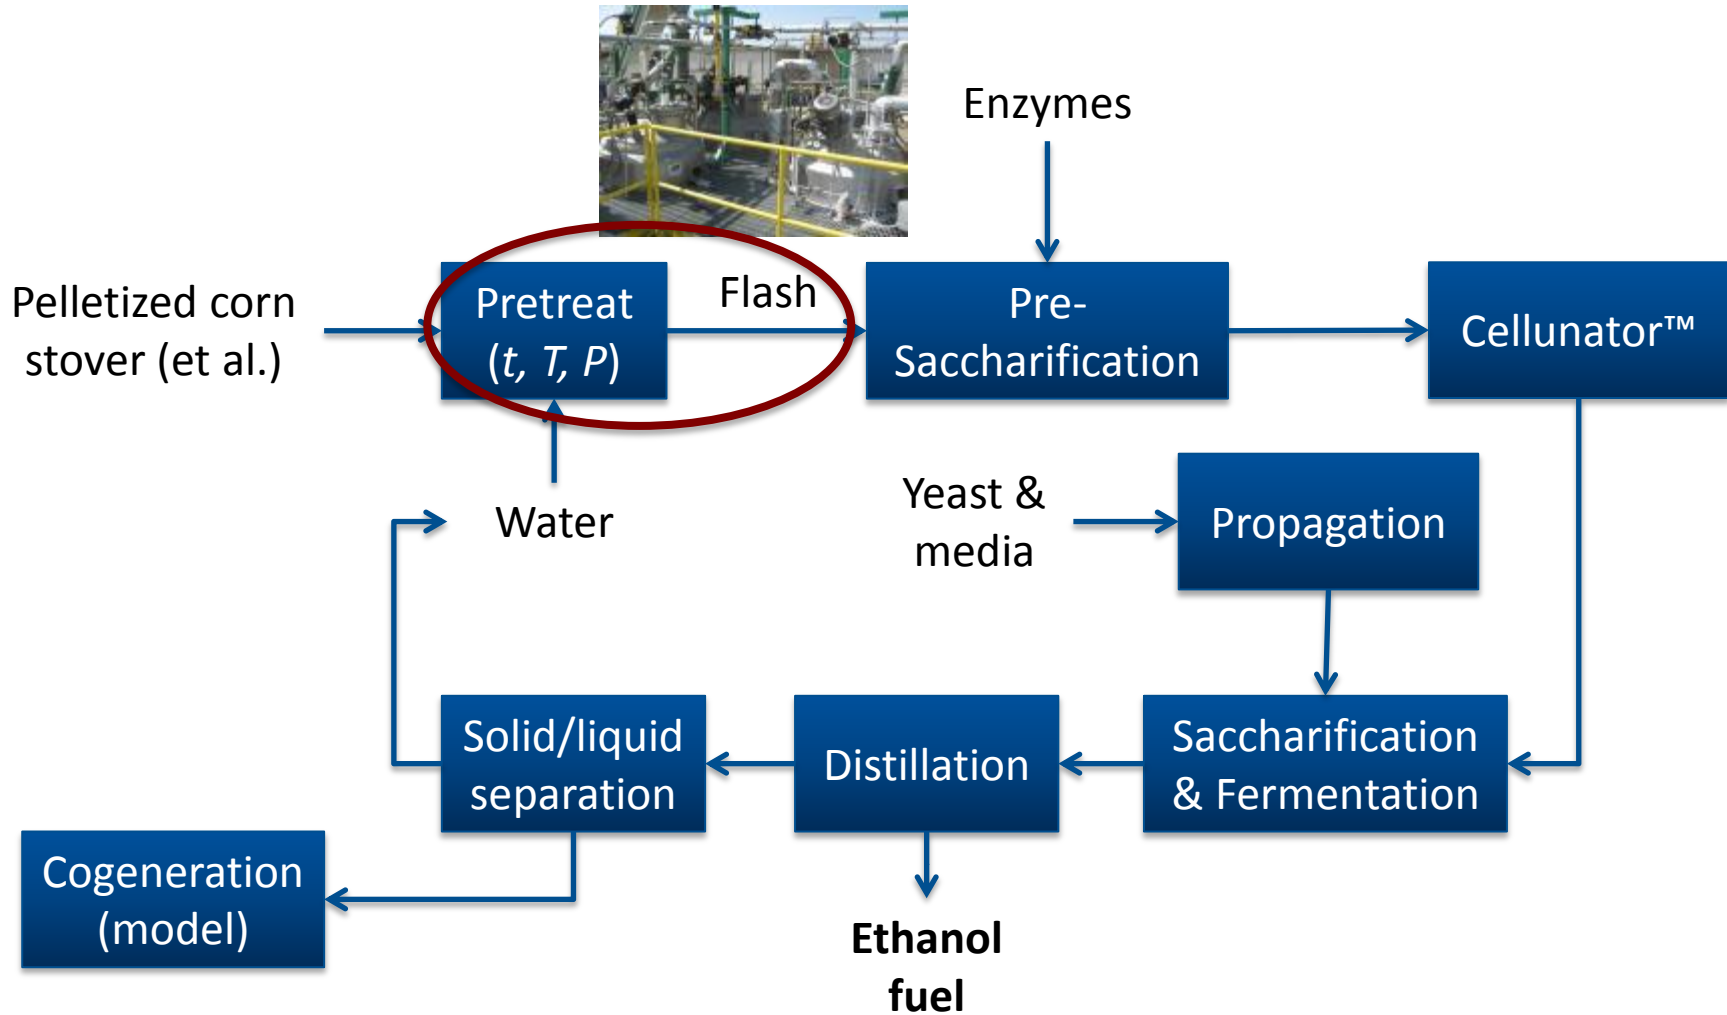 Enzymes
Pelletized corn
stover (et al.)
Pretreat
(t, T, P)
Flash
Pre-
Saccharification
Cellunator™
Water
Yeast &
media
Propagation
Solid/liquid
separation
Distillation
Saccharification
& Fermentation
Cogeneration
(model)
Ethanol
fuel